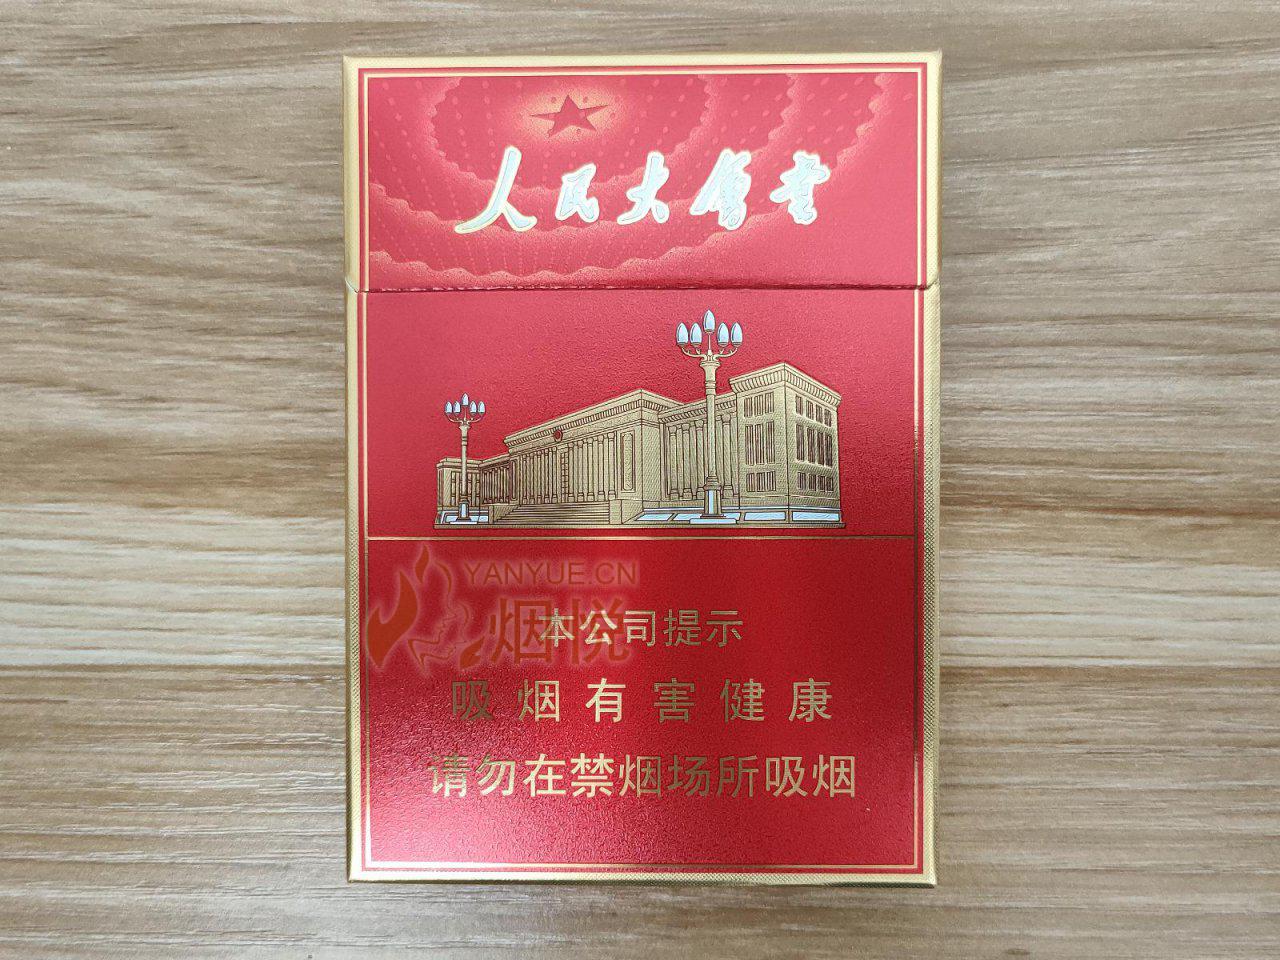 人民大會堂
YANYUE.CN
烟悦
本公司提示
吸烟有害健康
请勿在禁烟场所吸烟